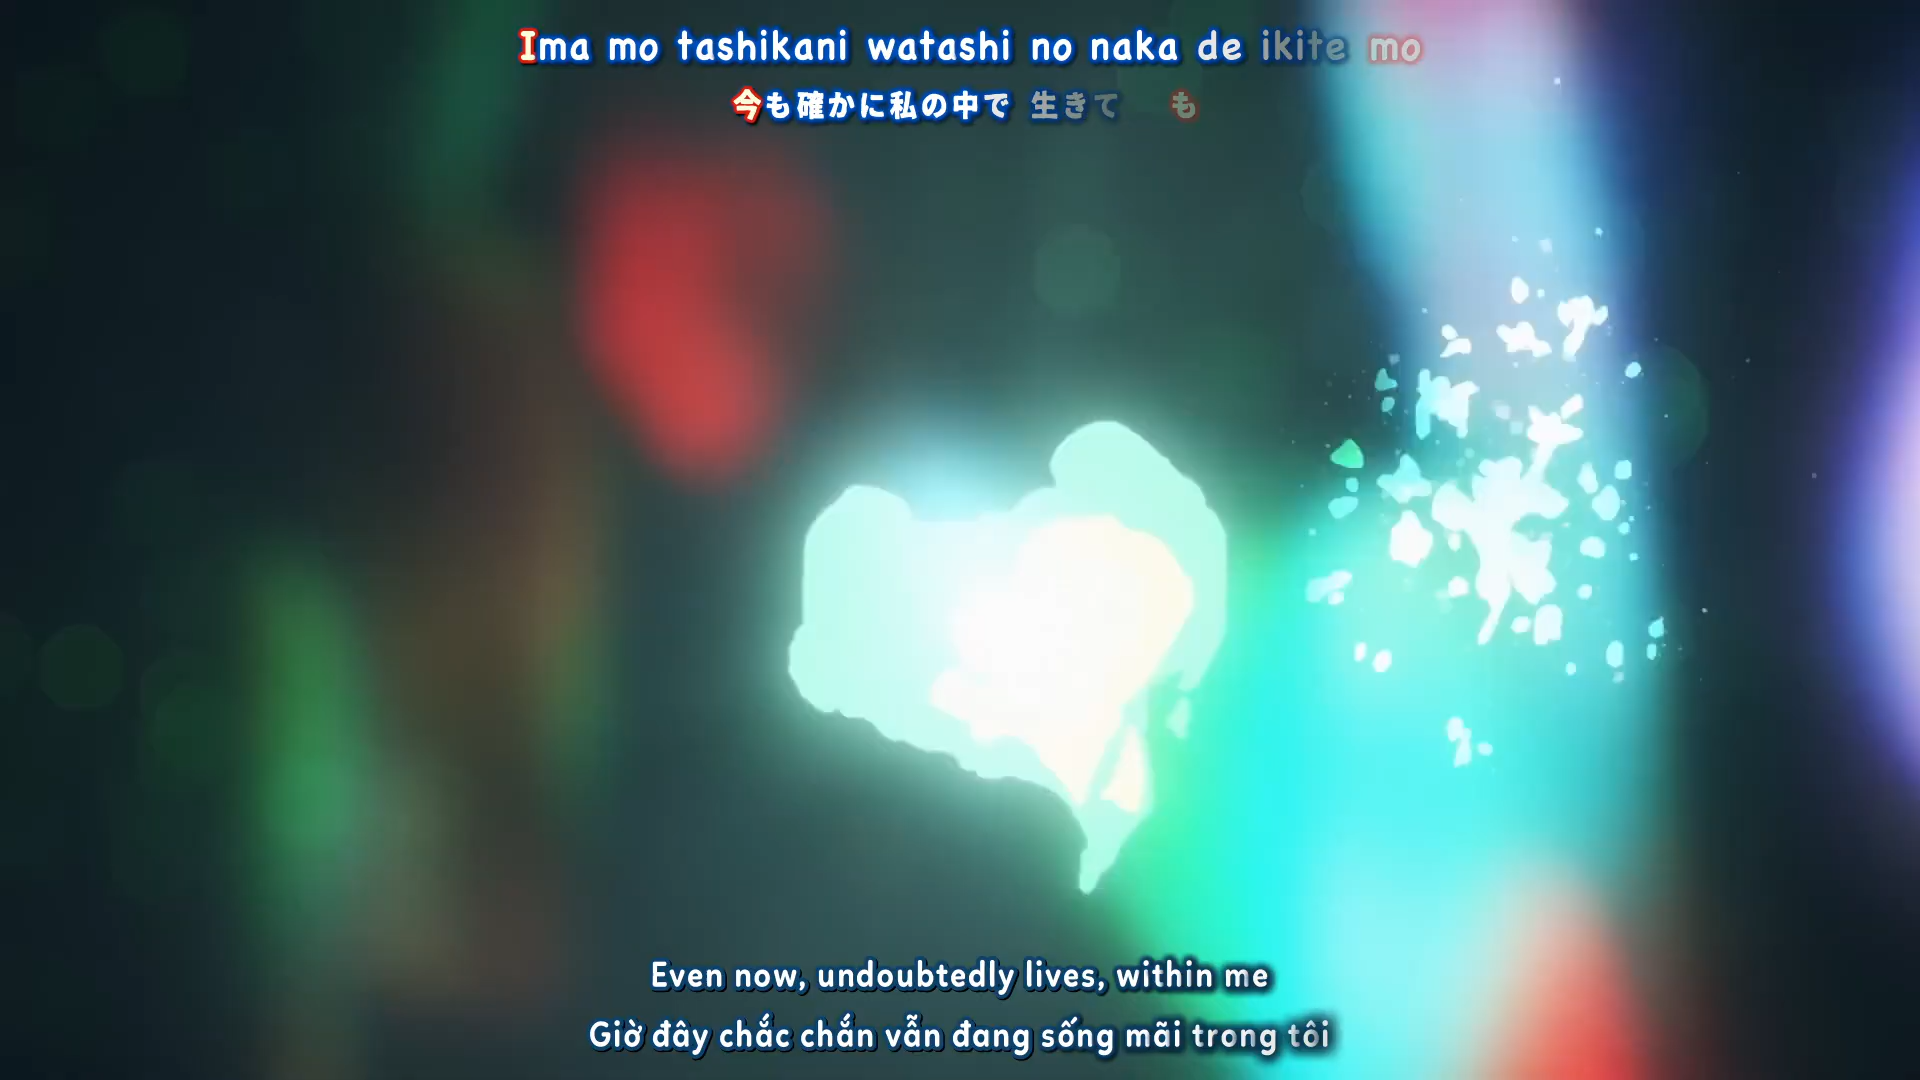 Ima mo tashikani watashi no naka de ikite mo
今も確かに私の中で 生きて も
Even now, undoubtedly lives, within me
Giờ đây chắc chắn vẫn đang sống mãi trong tôi